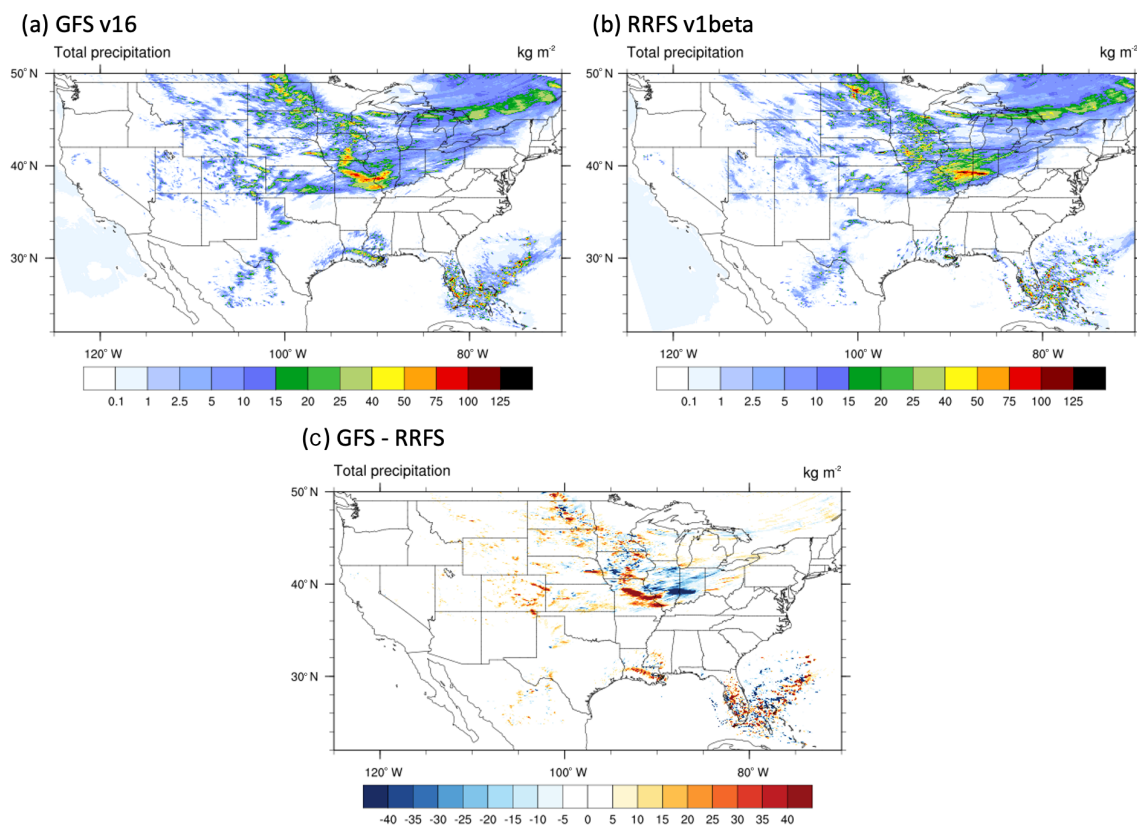 (a) GFS v16
Total precipitation kg m-2
50° N
40° N
30° N
120° W 100° W 80° W
0.1 1 2.5 5 10 15 20 25 40 50 75 100 125
(b) RRFS v1beta
Total precipitation kg m-2
50° N
40° N
30° N
120° W 100° W 80° W
0.1 1 2.5 5 10 15 20 25 40 50 75 100 125
(c) GFS - RRFS
Total precipitation kg m-2
50° N
40° N
30° N
120° W 100° W 80° W
-40 -35 -30 -25 -20 -15 -10 -5 0 5 10 15 20 25 30 35 40